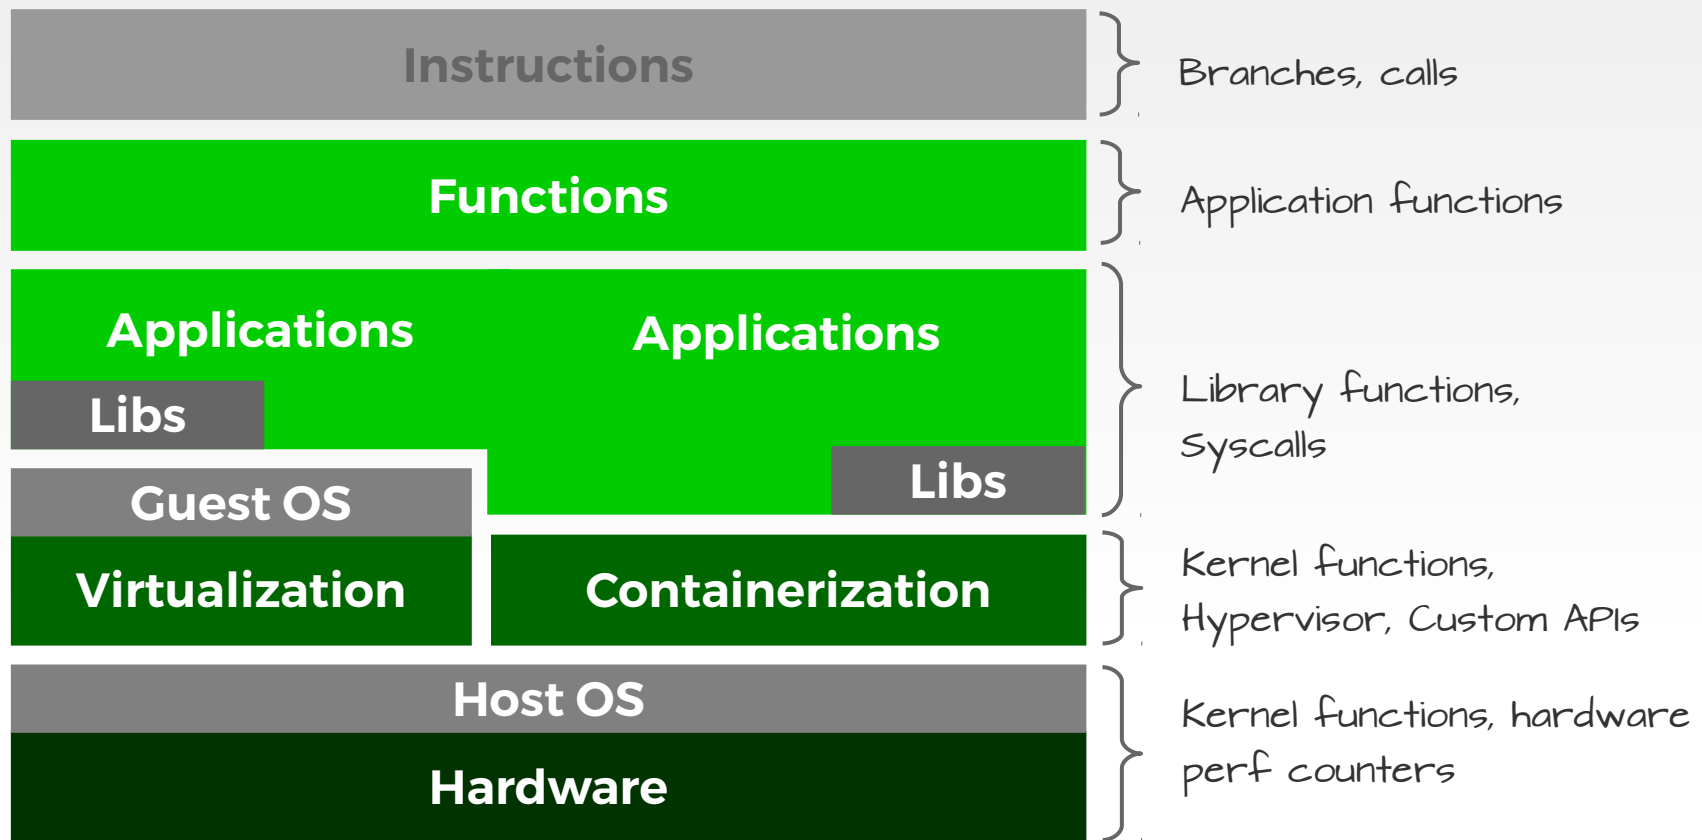 Instructions
Branches, calls
Functions
Application functions
Applications
Applications
Libs
Library functions,
Syscalls
Libs
Guest OS
Virtualization
Containerization
Kernel functions,
Hypervisor, Custom APIs
Host OS
Hardware
Kernel functions, hardware
perf counters